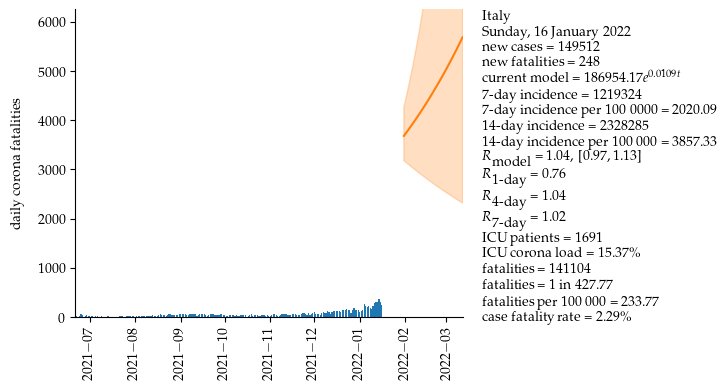 6000
5000
4000
3000
2000
1000
0
daily corona fatalities
2021−07
2021−08
2021−09
2021−10
2021−11
2021−12
2022−01
2022−02
2022−03
Italy
Sunday, 16 January 2022
new cases = 149512
new fatalities = 248
current model = 186954.17e^0.0109t
7-day incidence = 1219324
7-day incidence per 100 0000 = 2020.09
14-day incidence = 2328285
14-day incidence per 100 000 = 3857.33
R_model = 1.04, [0.97, 1.13]
R_1-day = 0.76
R_4-day = 1.04
R_7-day = 1.02
ICU patients = 1691
ICU corona load = 15.37%
fatalities = 141104
fatalities = 1 in 427.77
fatalities per 100 000 = 233.77
case fatality rate = 2.29%